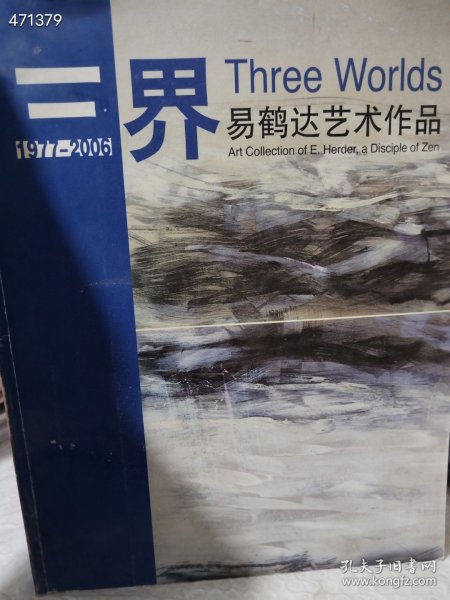 471379
三界
Three Worlds
1977-2006
易鹤达艺术作品
Art Collection of E. Herder, a Disciple of Zen
孔夫子旧书网
www.kongfz.com